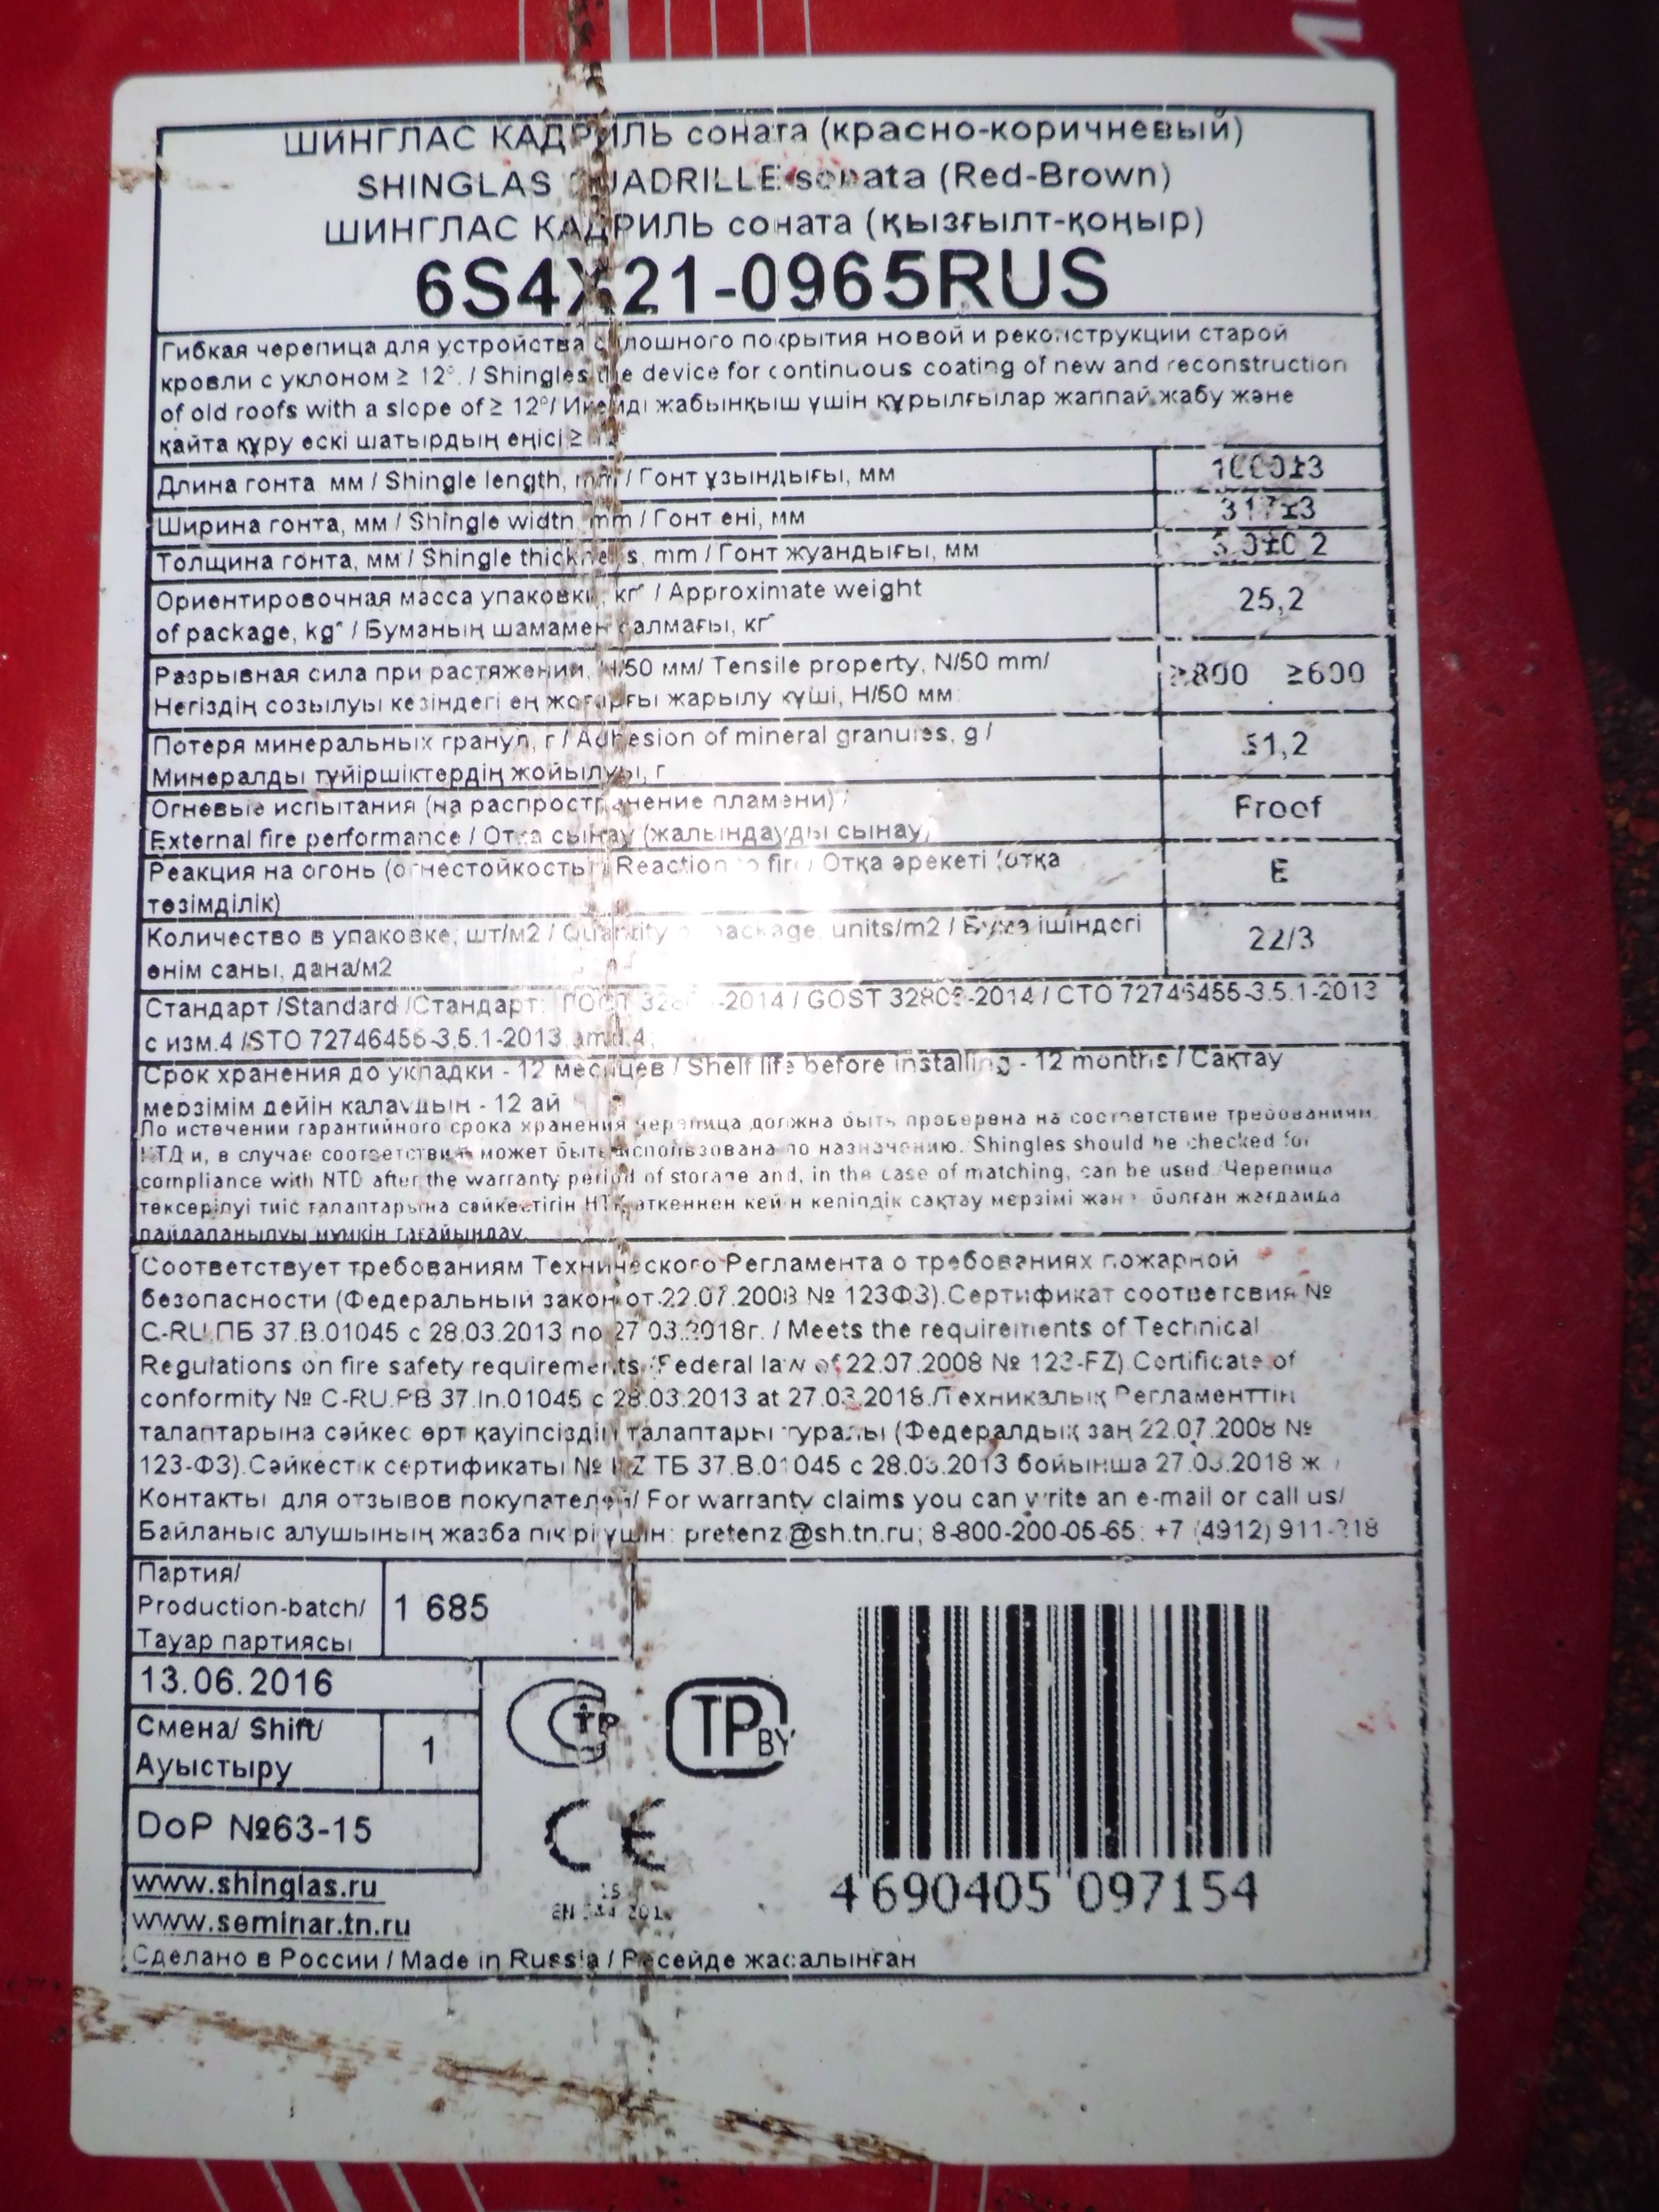 ШИНГЛАС КАДРИЛЬ соната (красно-коричневый)
SHINGLAS QUADRILLE sonata (Red-Brown)
ШИНГЛАС КАДРИЛЬ соната (қызғылт-қоңыр)
6S4X21-0965RUS
Гибкая черепица для устройства сплошного покрытия новой и реконструкции старой
кровли с уклоном ≥ 12°. / Shingles the device for continuous coating of new and reconstruction
of old roofs with a slope of ≥ 12°/ Икемді жабынқыш үшін құрылғылар жаппай жабу және
қайта құру ескі шатырдың еңісі ≥ 12°
Длина гонта мм / Shingle length, mm / Гонт ұзындығы, мм 1000±3
Ширина гонта, мм / Shingle width, mm / Гонт ені, мм 317±3
Толщина гонта, мм / Shingle thickness, mm / Гонт жуандығы, мм 3,0±0,2
Ориентировочная масса упаковки, кг* / Approximate weight
of package, kg* / Буманың шамамен салмағы, кг* 25,2
Разрывная сила при растяжении, Н/50 мм/ Tensile property, N/50 mm/ ≥800 ≥600
Негіздің созылуы кезіндегі ең жоғарғы жарылу күші, Н/50 мм
Потеря минеральных гранул, г / Adhesion of mineral granules, g /
Минералды түйіршіктердің жойылуы, г ≤1,2
Огневые испытания (на распространение пламени) /
External fire performance / Отқа сынау (жалындауды сынау) Froof
Реакция на огонь (огнестойкость) / Reaction to fire / Отқа әрекеті (отқа
төзімділік) E
Количество в упаковке, шт/м2 / Quantity of package, units/m2 / Бума ішіндегі
өнім саны, дана/м2 22/3
Стандарт /Standard /Стандарт: ГОСТ -2014 / GOST -2014 / СТО 72746455-3.5.1-2013
с изм.4 /STO 72746455-3.5.1-2013 amd.4
Срок хранения до укладки - 12 месяцев / Shelf life before installing - 12 months / Сақтау
мерзімім дейін калаудын - 12 ай
По истечении гарантийного срока хранения черепица должна быть проверена на соответствие требованиям
НТД и, в случае соответствия может быть использована по назначению. Shingles should be checked for
compliance with NTD after the warranty period of storage and, in the case of matching, can be used. Черепица
тексерілуі тиіс талаптарына сәйкестігін НТҚ өткеннен кейін кепілдік сақтау мерзімі және болған жағдайда
пайдаланылуы мүмкін тағайындау.
Соответствует требованиям Технического Регламента о требованиях пожарной
безопасности (Федеральный закон от 22.07.2008 № 123ФЗ).Сертификат соответсвия №
C-RU.ПБ 37.В.01045 с 28.03.2013 по 27.03.2018г. / Meets the requirements of Technical
Regulations on fire safety requirements (Federal law of 22.07.2008 № 123-FZ).Certificate of
conformity № C-RU.PB 37.In.01045 с 28.03.2013 at 27.03.2018./Техникалық Регламенттің
талаптарына сәйкес өрт қауіпсіздің талаптары туралы (Федералдық заң 22.07.2008 №
123-ФЗ).Сәйкестік сертификаты № ТБ 37.В.01045 с 28.03.2013 бойынша 27.03.2018 ж
Контакты для отзывов покупателей/ For warranty claims you can write an e-mail or call us/
Байланыс алушының жазба пікірі үшін: pretenz@sh.tn.ru; 8-800-200-05-65; +7 (4912) 911-
Партия/
Production-batch/ 1 685
Тауар партиясы
13.06.2016
Смена/ Shift/
Ауыстыру 1
DoP №63-15
ТР BY
CE
www.shinglas.ru
www.seminar.tn.ru
4 690405 097154
Сделано в России / Made in Russia / Ресейде жасалынған